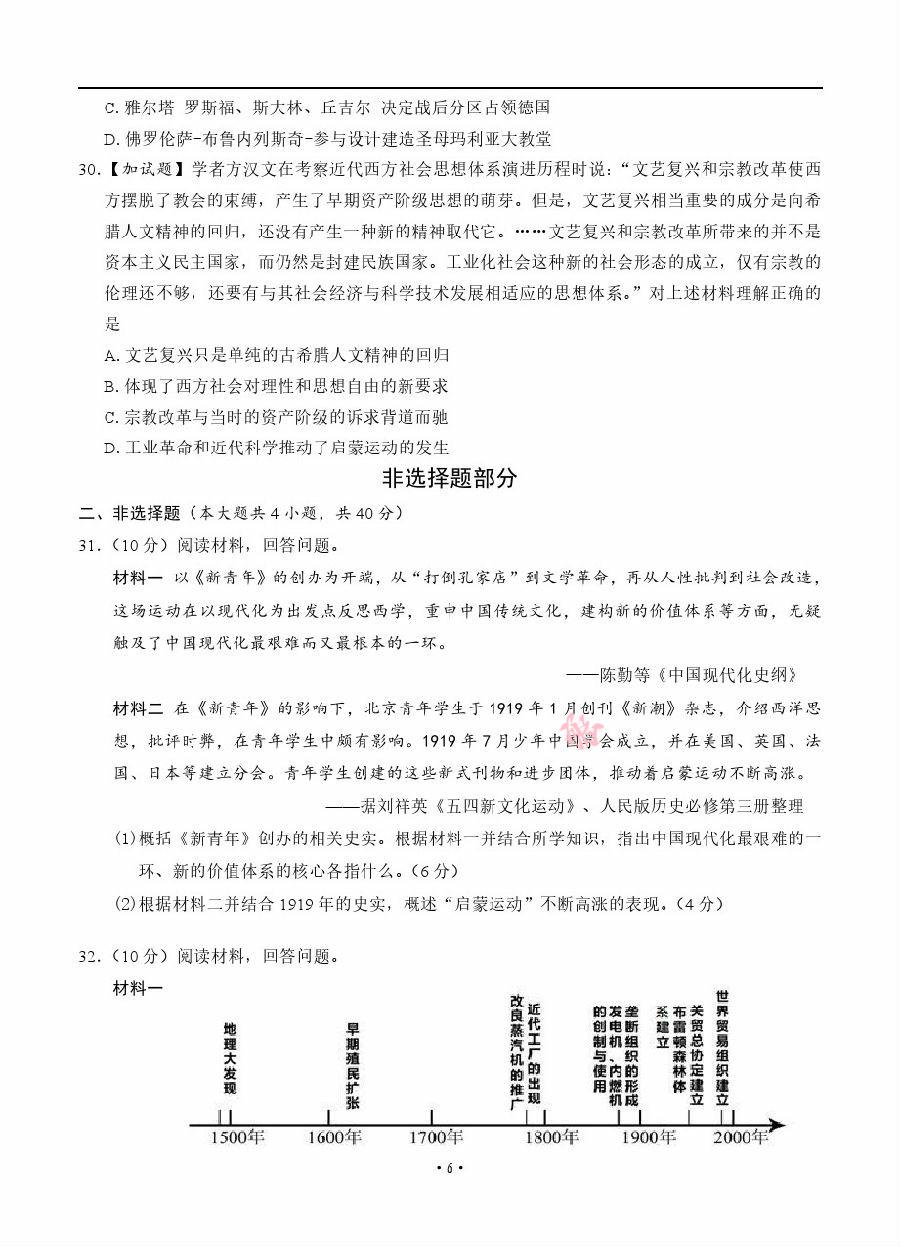 C. 雅尔塔 罗斯福、斯大林、丘吉尔 决定战后分区占领德国
D. 佛罗伦萨-布鲁内列斯奇-参与设计建造圣母玛利亚大教堂
30.【加试题】学者方汉文在考察近代西方社会思想体系演进历程时说：“文艺复兴和宗教改革使西
方摆脱了教会的束缚，产生了早期资产阶级思想的萌芽。但是，文艺复兴相当重要的成分是向希
腊人文精神的回归，还没有产生一种新的精神取代它。……文艺复兴和宗教改革所带来的并不是
资本主义民主国家，而仍然是封建民族国家。工业化社会这种新的社会形态的成立，仅有宗教的
伦理还不够，还要有与其社会经济与科学技术发展相适应的思想体系。”对上述材料理解正确的
是
A. 文艺复兴只是单纯的古希腊人文精神的回归
B. 体现了西方社会对理性和思想自由的新要求
C. 宗教改革与当时的资产阶级的诉求背道而驰
D. 工业革命和近代科学推动了启蒙运动的发生
非选择题部分
二、非选择题（本大题共 4 小题，共 40 分）
31.（10 分）阅读材料，回答问题。
材料一 以《新青年》的创办为开端，从“打倒孔家店”到文学革命，再从人性批判到社会改造，
这场运动在以现代化为出发点反思西学，重申中国传统文化，建构新的价值体系等方面，无疑
触及了中国现代化最艰难而又最根本的一环。
——陈勤等《中国现代化史纲》
材料二 在《新青年》的影响下，北京青年学生于 1919 年 1 月创刊《新潮》杂志，介绍西洋思
想，批评时弊，在青年学生中颇有影响。1919 年 7 月少年中国学会成立，并在美国、英国、法
国、日本等建立分会。青年学生创建的这些新式刊物和进步团体，推动着启蒙运动不断高涨。
——据刘祥英《五四新文化运动》、人民版历史必修第三册整理
(1)概括《新青年》创办的相关史实。根据材料一并结合所学知识，指出中国现代化最艰难的一
环、新的价值体系的核心各指什么。（6 分）
(2)根据材料二并结合 1919 年的史实，概述“启蒙运动”不断高涨的表现。（4 分）
32.（10 分）阅读材料，回答问题。
材料一
地理大发现
早期殖民扩张
改良蒸汽机的推广
近代工厂的出现
发电机、内燃机
的创制与使用
垄断组织的形成
布雷顿森林体
系建立
关贸总协定建立
世界贸易组织建立
1500年 1600年 1700年 1800年 1900年 2000年
· 6 ·